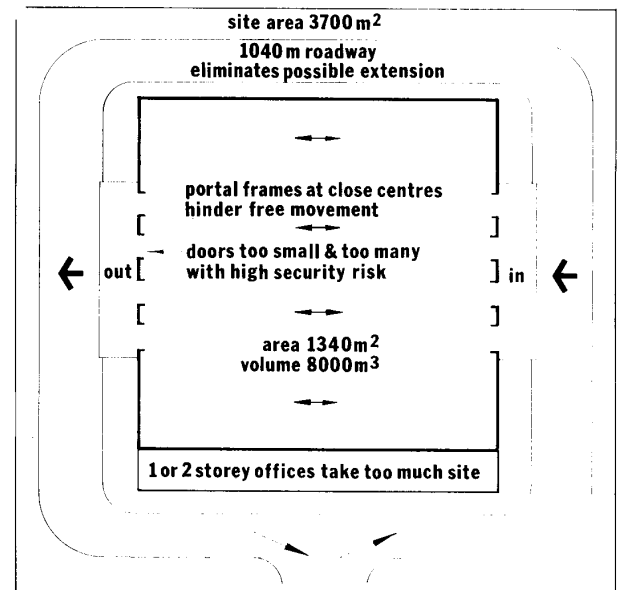 site area 3700m²
1040m roadway
eliminates possible extension
portal frames at close centres
hinder free movement
doors too small & too many
with high security risk
out
in
area 1340m²
volume 8000m³
1 or 2 storey offices take too much site